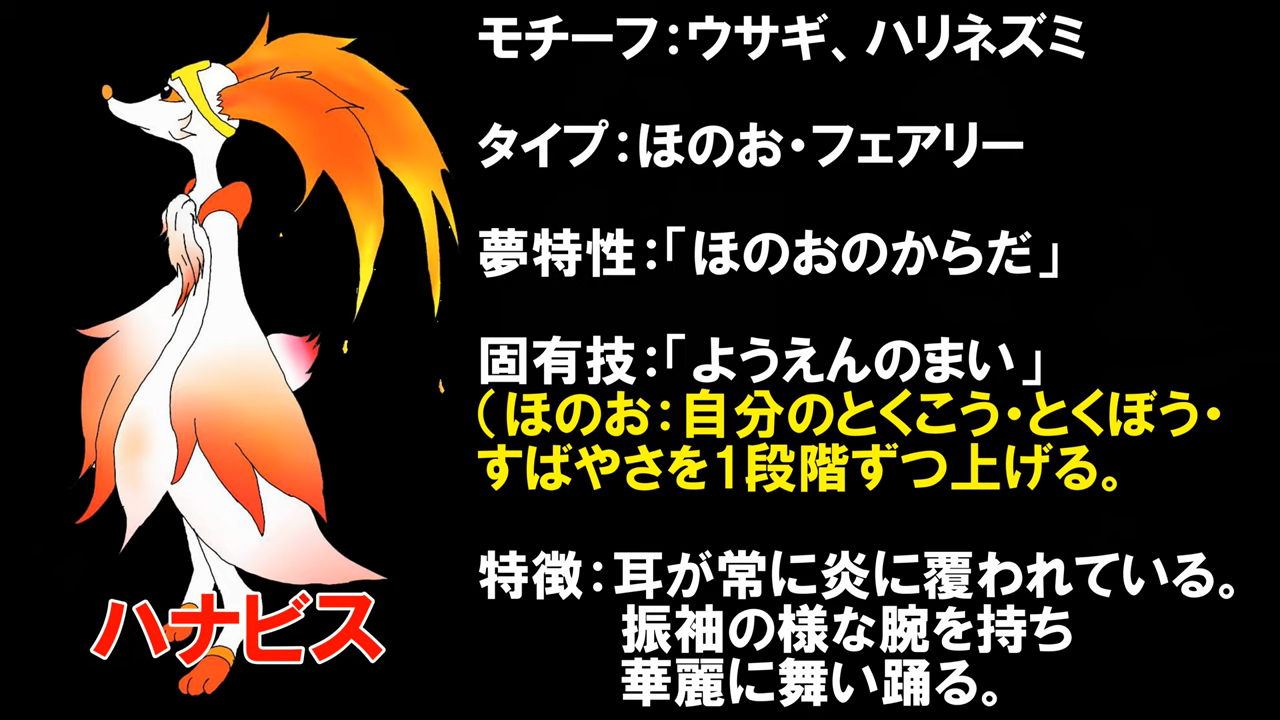 モチーフ：ウサギ、ハリネズミ
タイプ：ほのお・フェアリー
夢特性：「ほのおのからだ」
固有技：「ようえんのまい」
（ほのお：自分のとくこう・とくぼう・
すばやさを1段階ずつ上げる。
特徴：耳が常に炎に覆われている。
振袖の様な腕を持ち
華麗に舞い踊る。
ハナビス